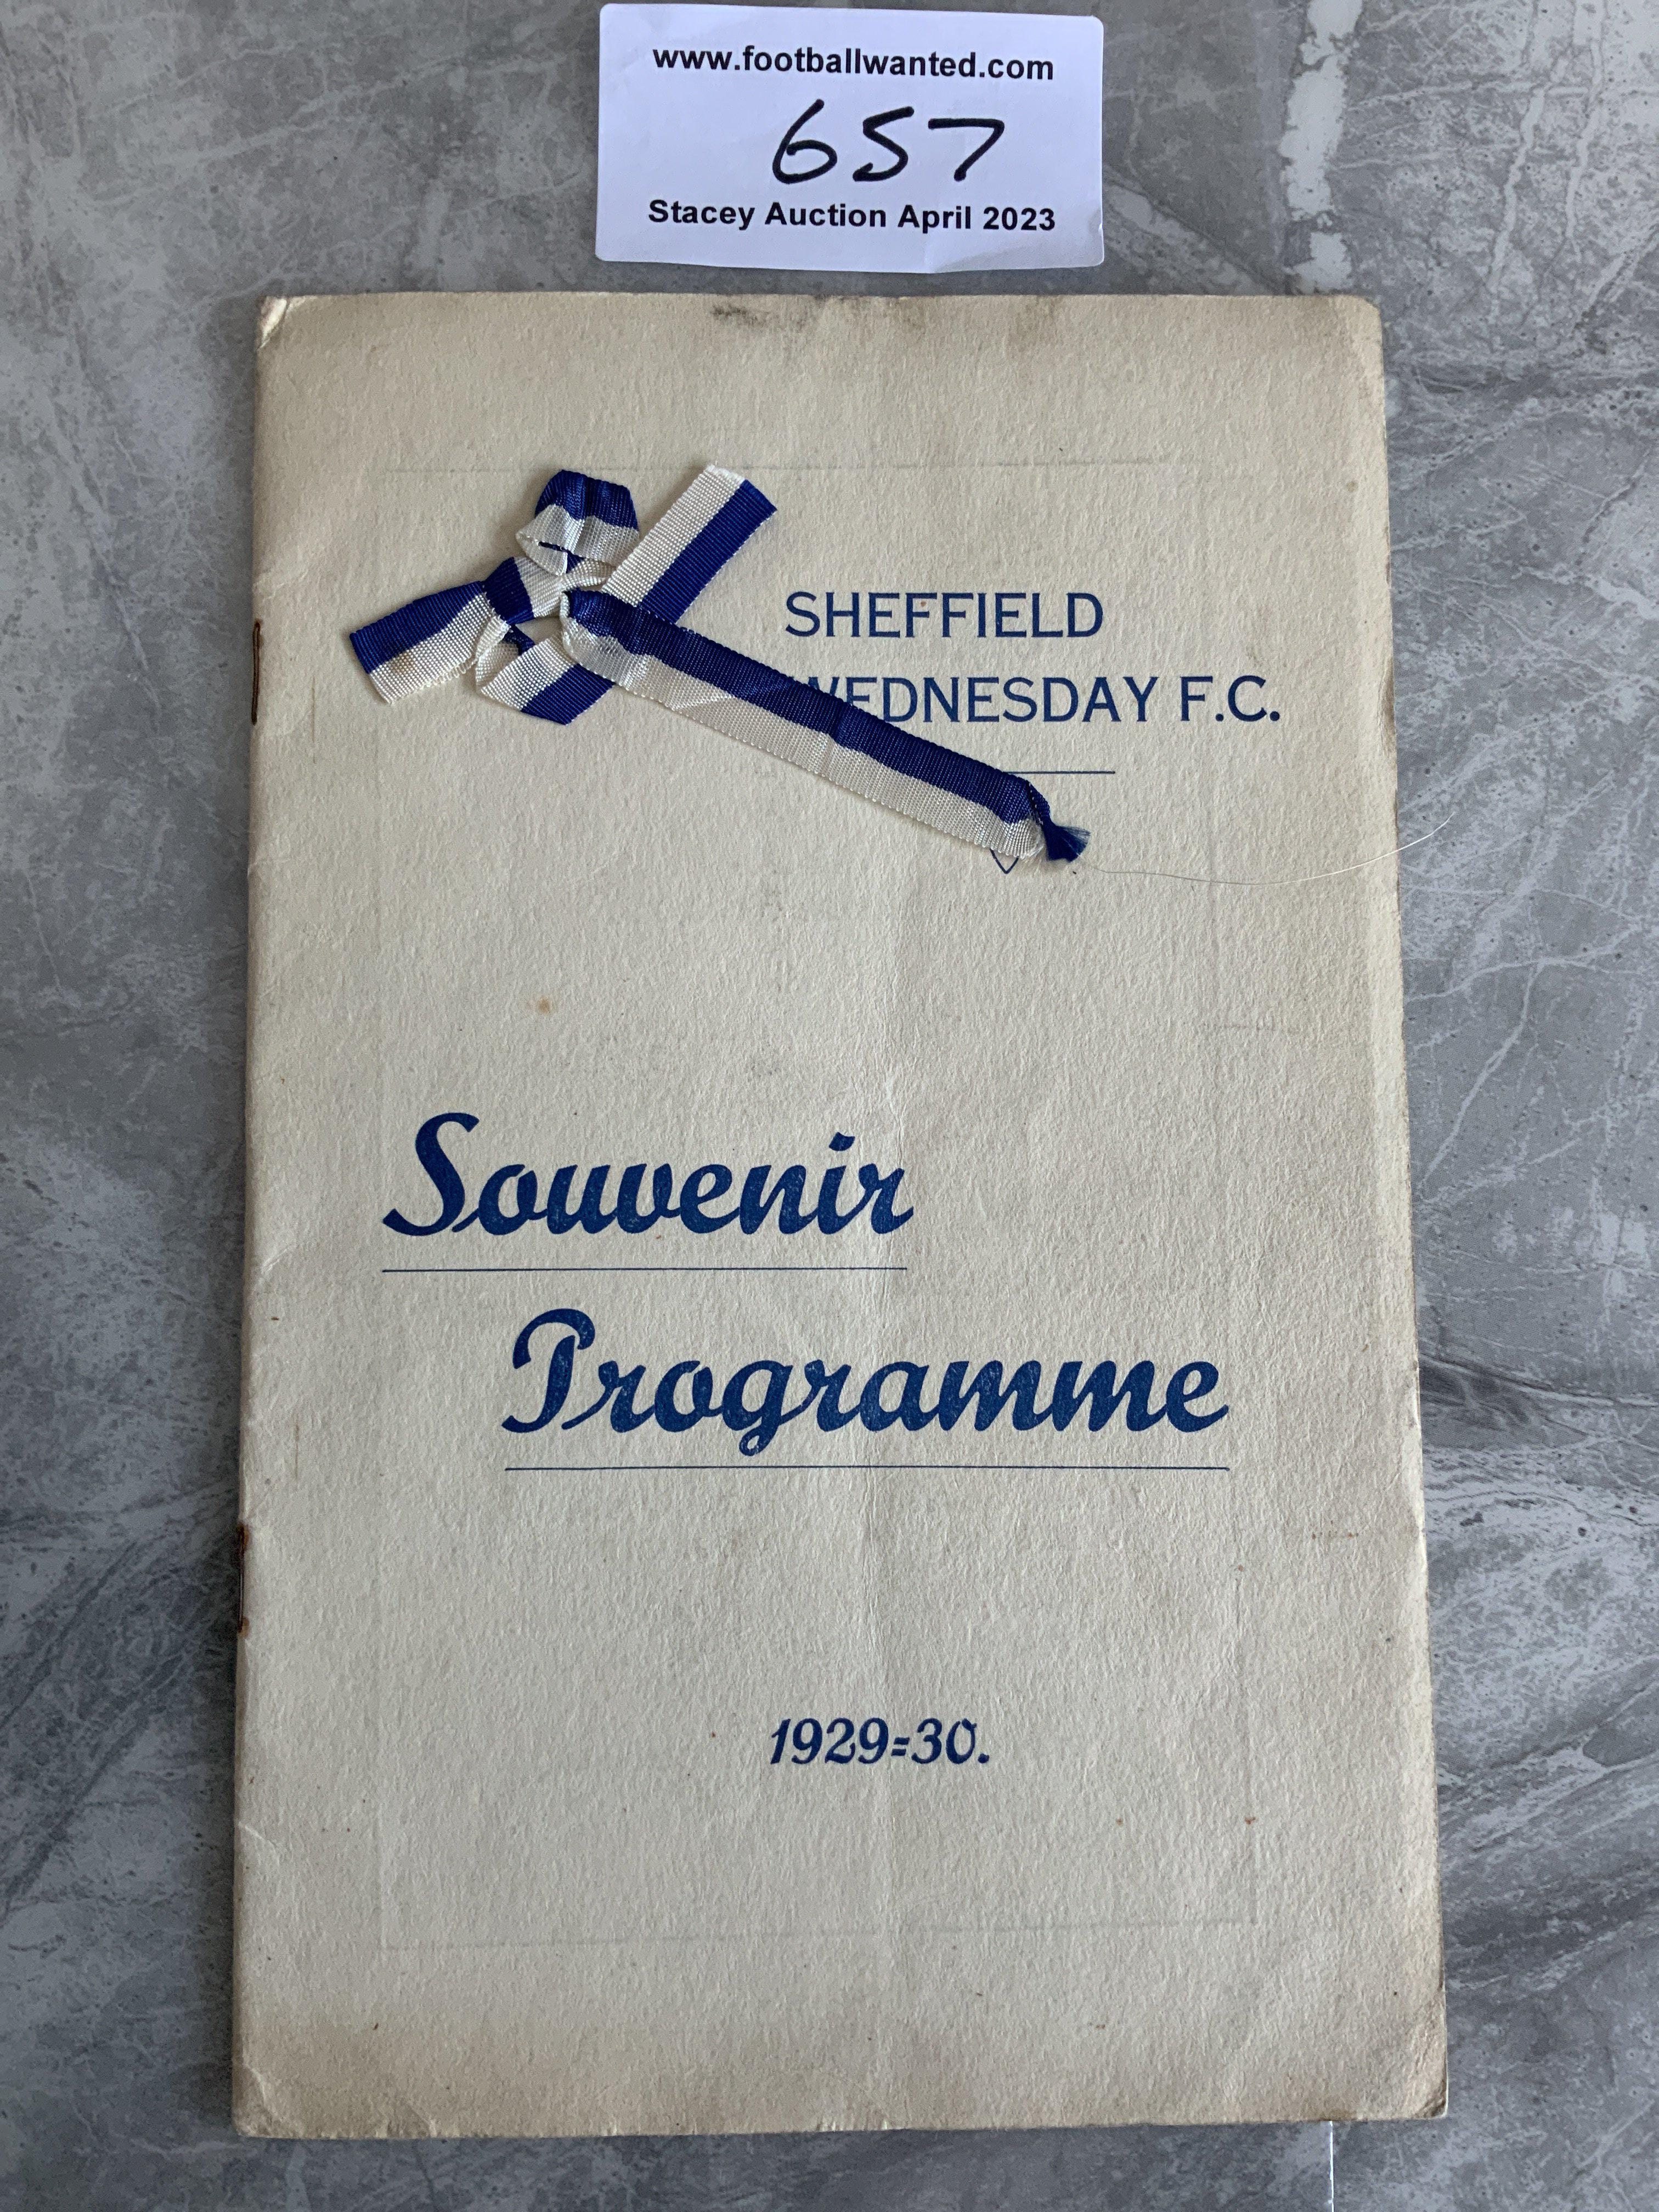 www.footballwanted.com
657
Stacey Auction April 2023
SHEFFIELD
WEDNESDAY F.C.
Souvenir
Programme
1929=30.